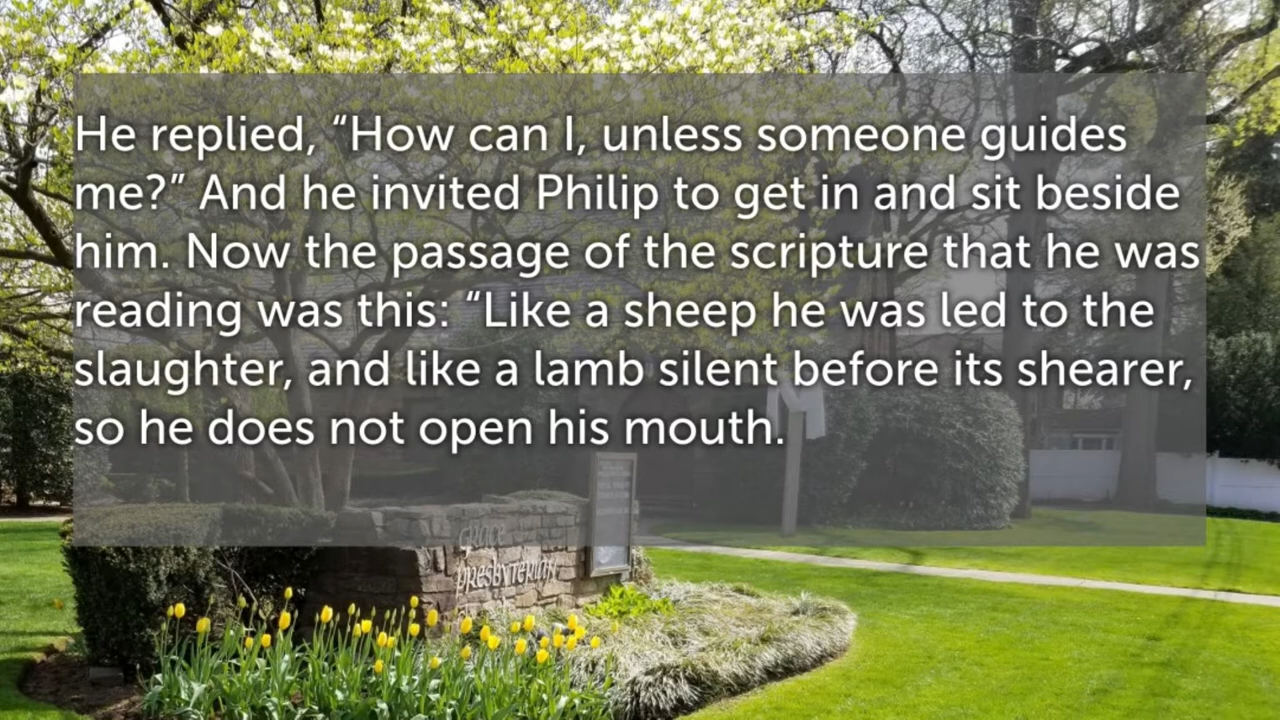 He replied, “How can I, unless someone guides
me?” And he invited Philip to get in and sit beside
him. Now the passage of the scripture that he was
reading was this: “Like a sheep he was led to the
slaughter, and like a lamb silent before its shearer,
so he does not open his mouth.
GRACE
PRESBYTERIAN